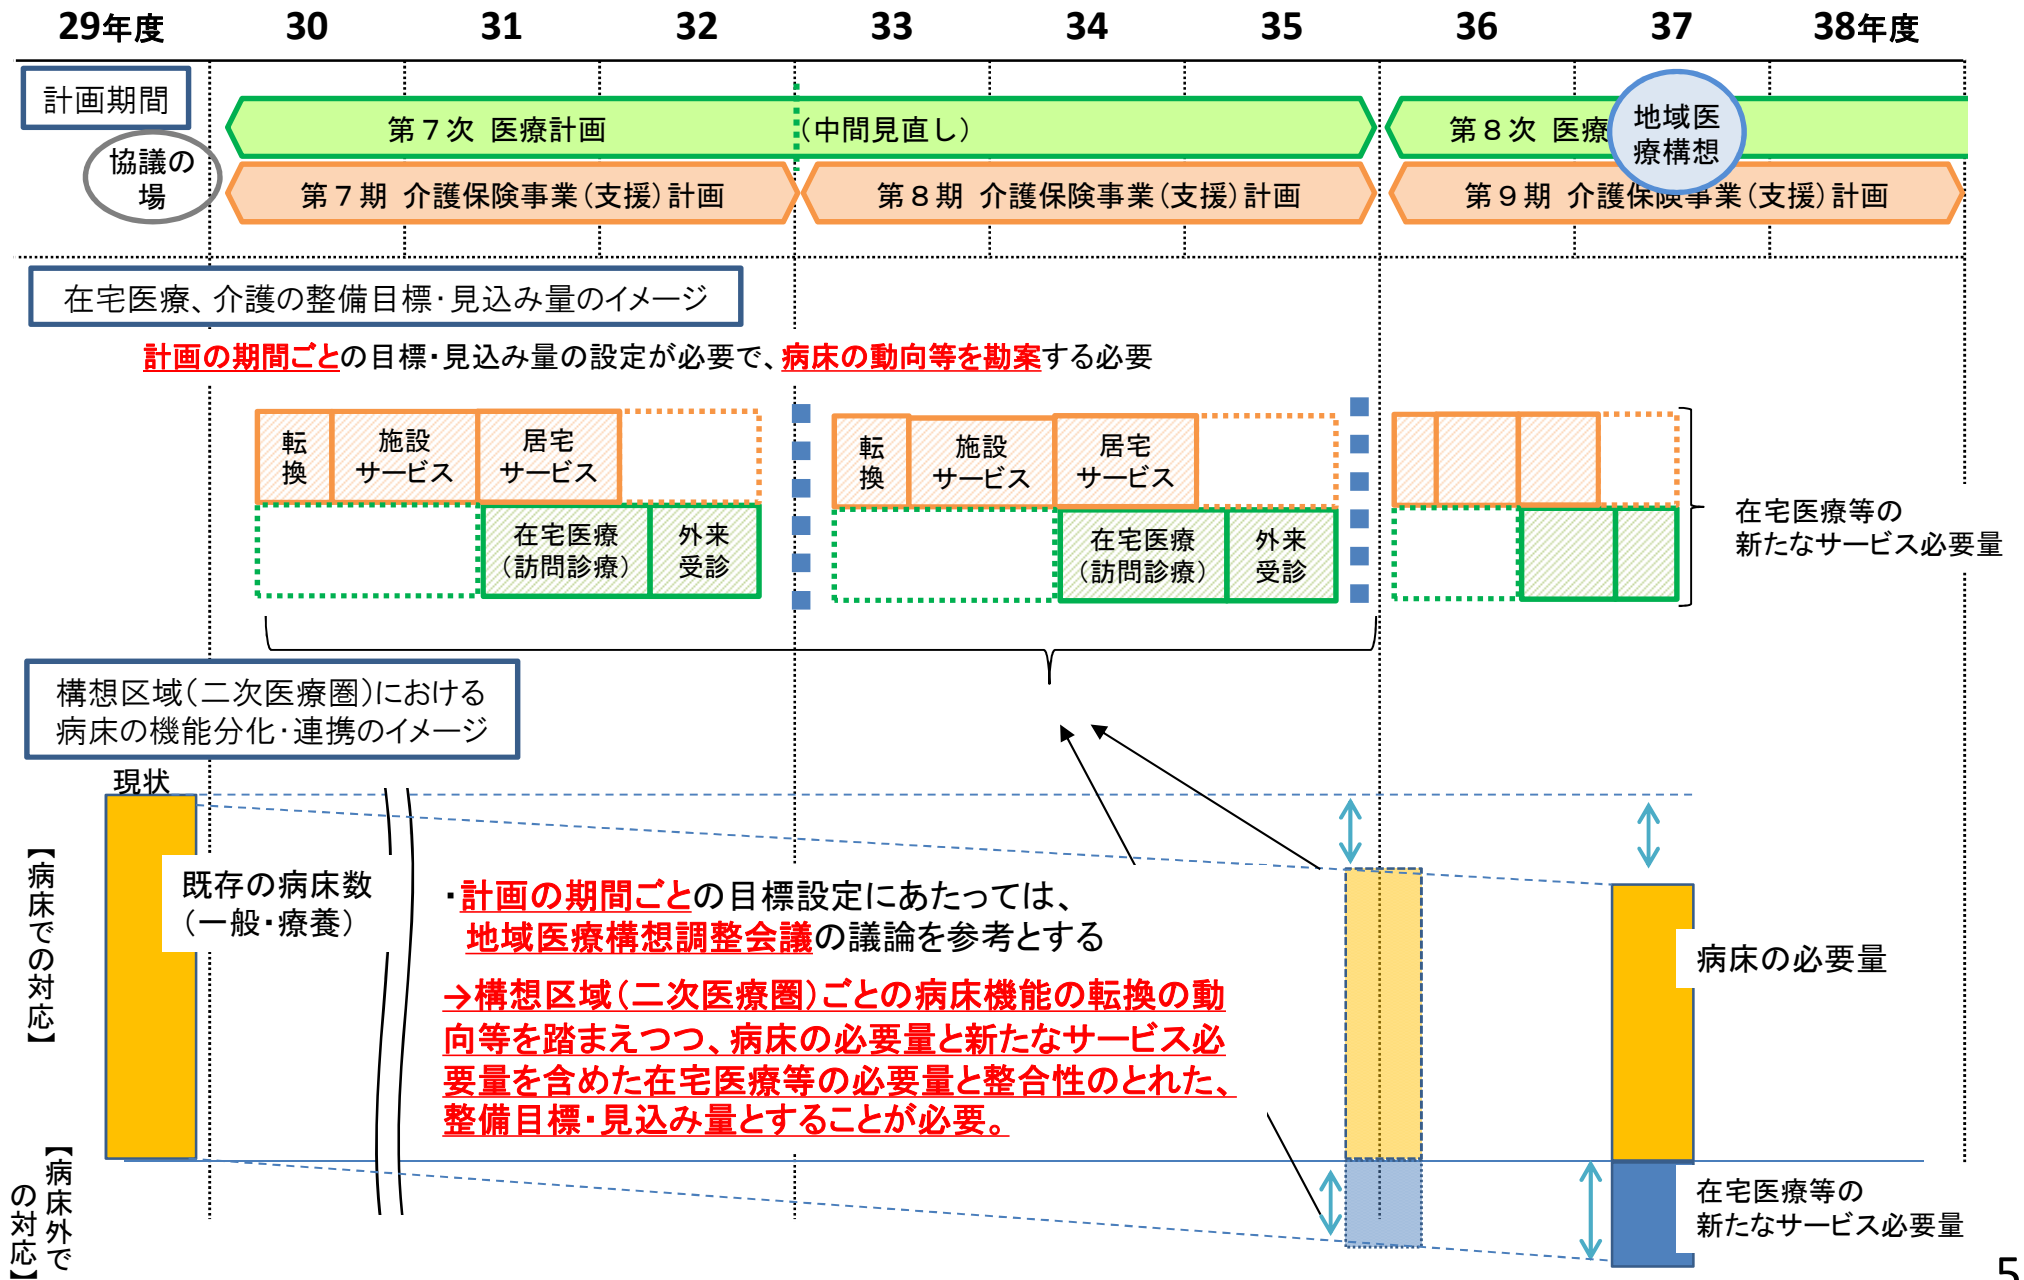 29年度 30 31 32 33 34 35 36 37 38年度
計画期間
協議の
場
第７次 医療計画 （中間見直し）
第８次 医療
地域医
療構想
第７期 介護保険事業（支援）計画
第８期 介護保険事業（支援）計画
第９期 介護保険事業（支援）計画
在宅医療、介護の整備目標・見込み量のイメージ
計画の期間ごとの目標・見込み量の設定が必要で、病床の動向等を勘案する必要
転
換
施設
サービス
居宅
サービス
在宅医療
（訪問診療）
外来
受診
転
換
施設
サービス
居宅
サービス
在宅医療
（訪問診療）
外来
受診
在宅医療等の
新たなサービス必要量
構想区域（二次医療圏）における
病床の機能分化・連携のイメージ
現状
【病床での対応】
既存の病床数
（一般・療養）
・計画の期間ごとの目標設定にあたっては、
地域医療構想調整会議の議論を参考とする
→構想区域（二次医療圏）ごとの病床機能の転換の動
向等を踏まえつつ、病床の必要量と新たなサービス必
要量を含めた在宅医療等の必要量と整合性のとれた、
整備目標・見込み量とすることが必要。
病床の必要量
【病床外で
の対応】
在宅医療等の
新たなサービス必要量
5